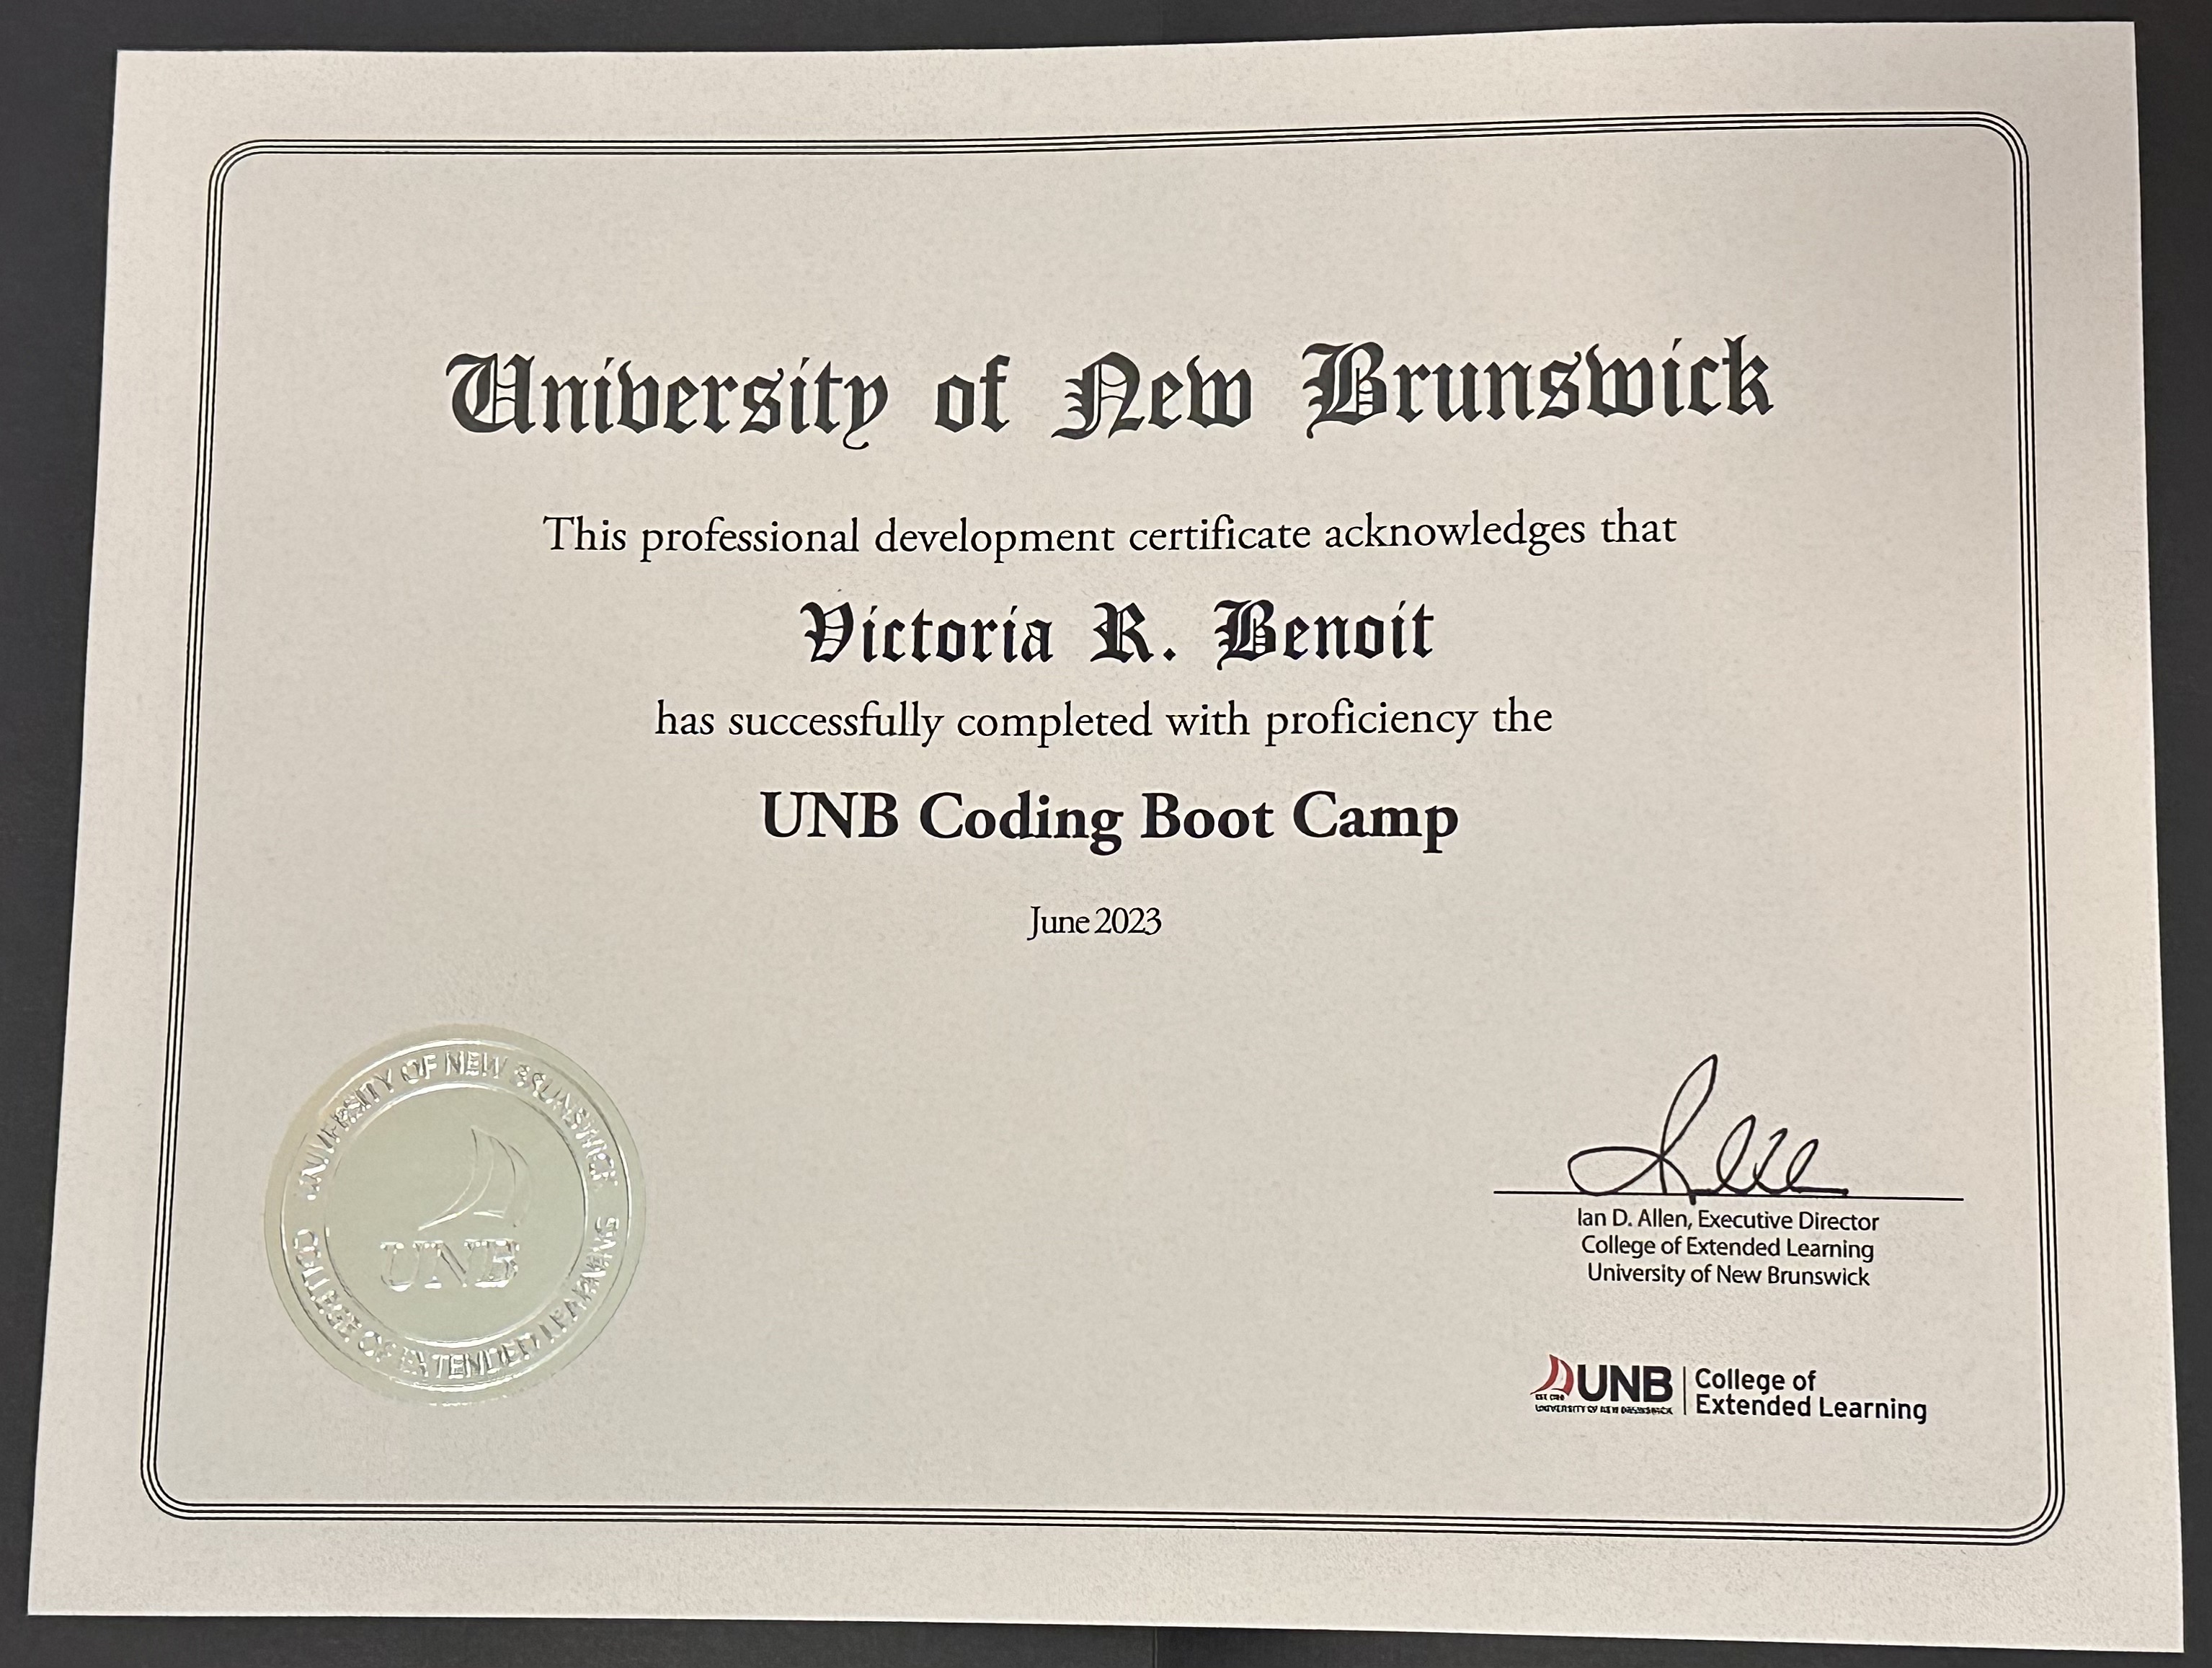 University of New Brunswick
This professional development certificate acknowledges that
Victoria R. Benoit
has successfully completed with proficiency the
UNB Coding Boot Camp
June 2023
UNIVERSITY OF NEW BRUNSWICK
UNB
COLLEGE OF EXTENDED LEARNING
Ian D. Allen, Executive Director
College of Extended Learning
University of New Brunswick
UNB
UNIVERSITY OF NEW BRUNSWICK
College of
Extended Learning